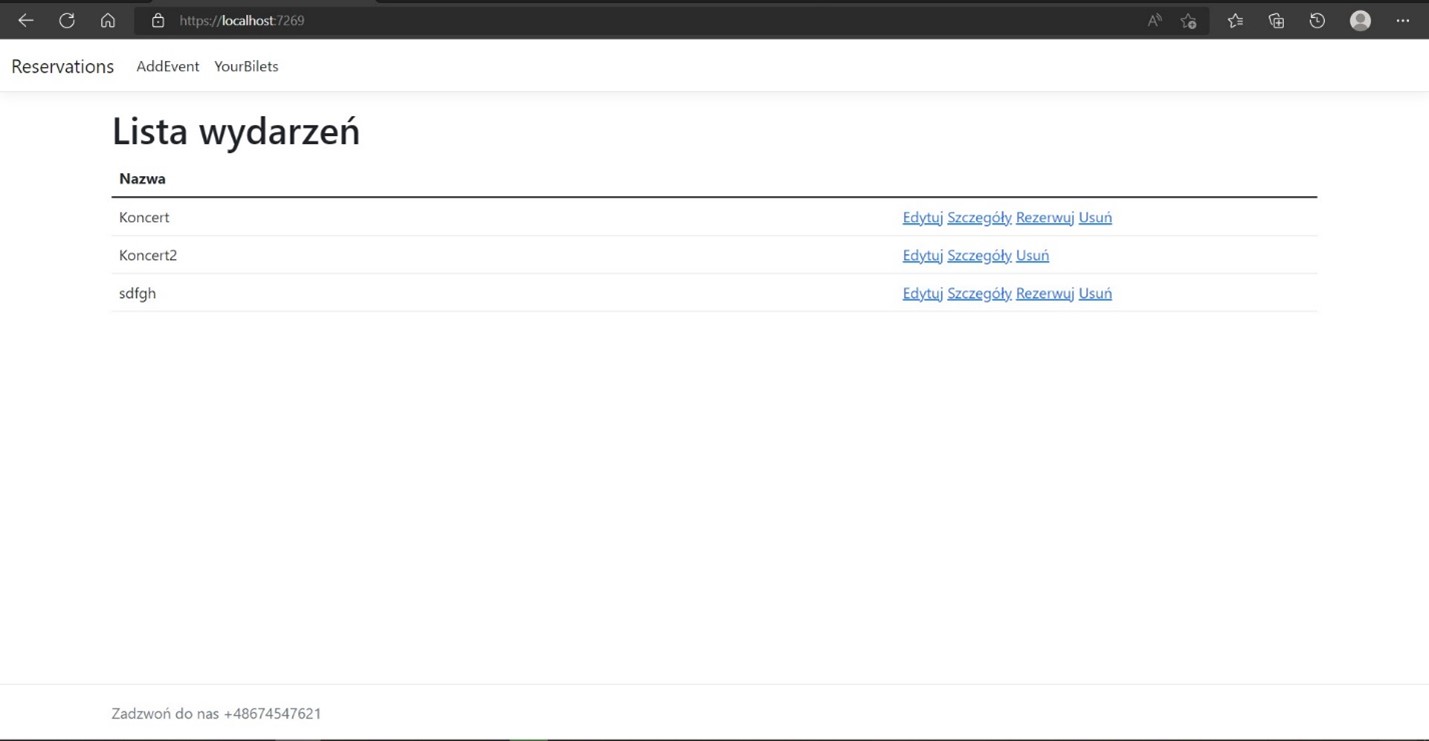 https://localhost:7269
Reservations AddEvent YourBilets
Lista wydarzeń
Nazwa
Koncert Edytuj Szczegóły Rezerwuj Usuń
Koncert2 Edytuj Szczegóły Usuń
sdfgh Edytuj Szczegóły Rezerwuj Usuń
Zadzwoń do nas +48674547621